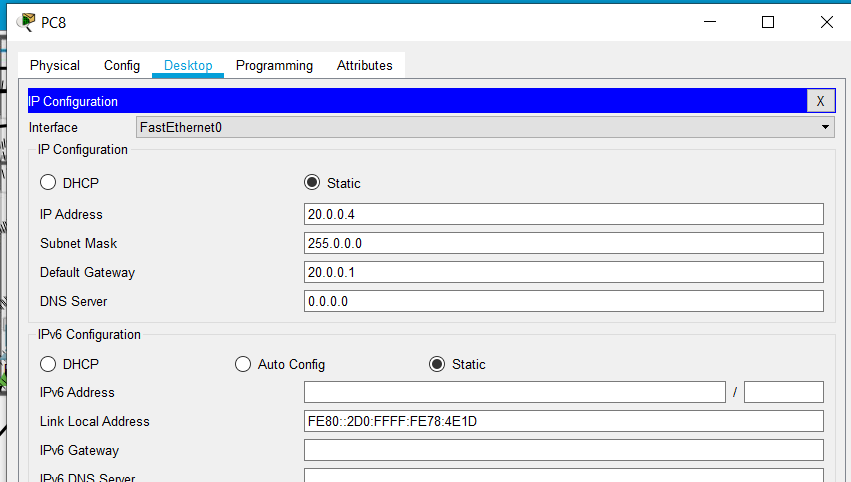 PC8
Physical Config Desktop Programming Attributes
IP Configuration X
Interface FastEthernet0
IP Configuration
DHCP Static
IP Address 20.0.0.4
Subnet Mask 255.0.0.0
Default Gateway 20.0.0.1
DNS Server 0.0.0.0
IPv6 Configuration
DHCP Auto Config Static
IPv6 Address /
Link Local Address FE80::2D0:FFFF:FE78:4E1D
IPv6 Gateway
IPv6 DNS Server